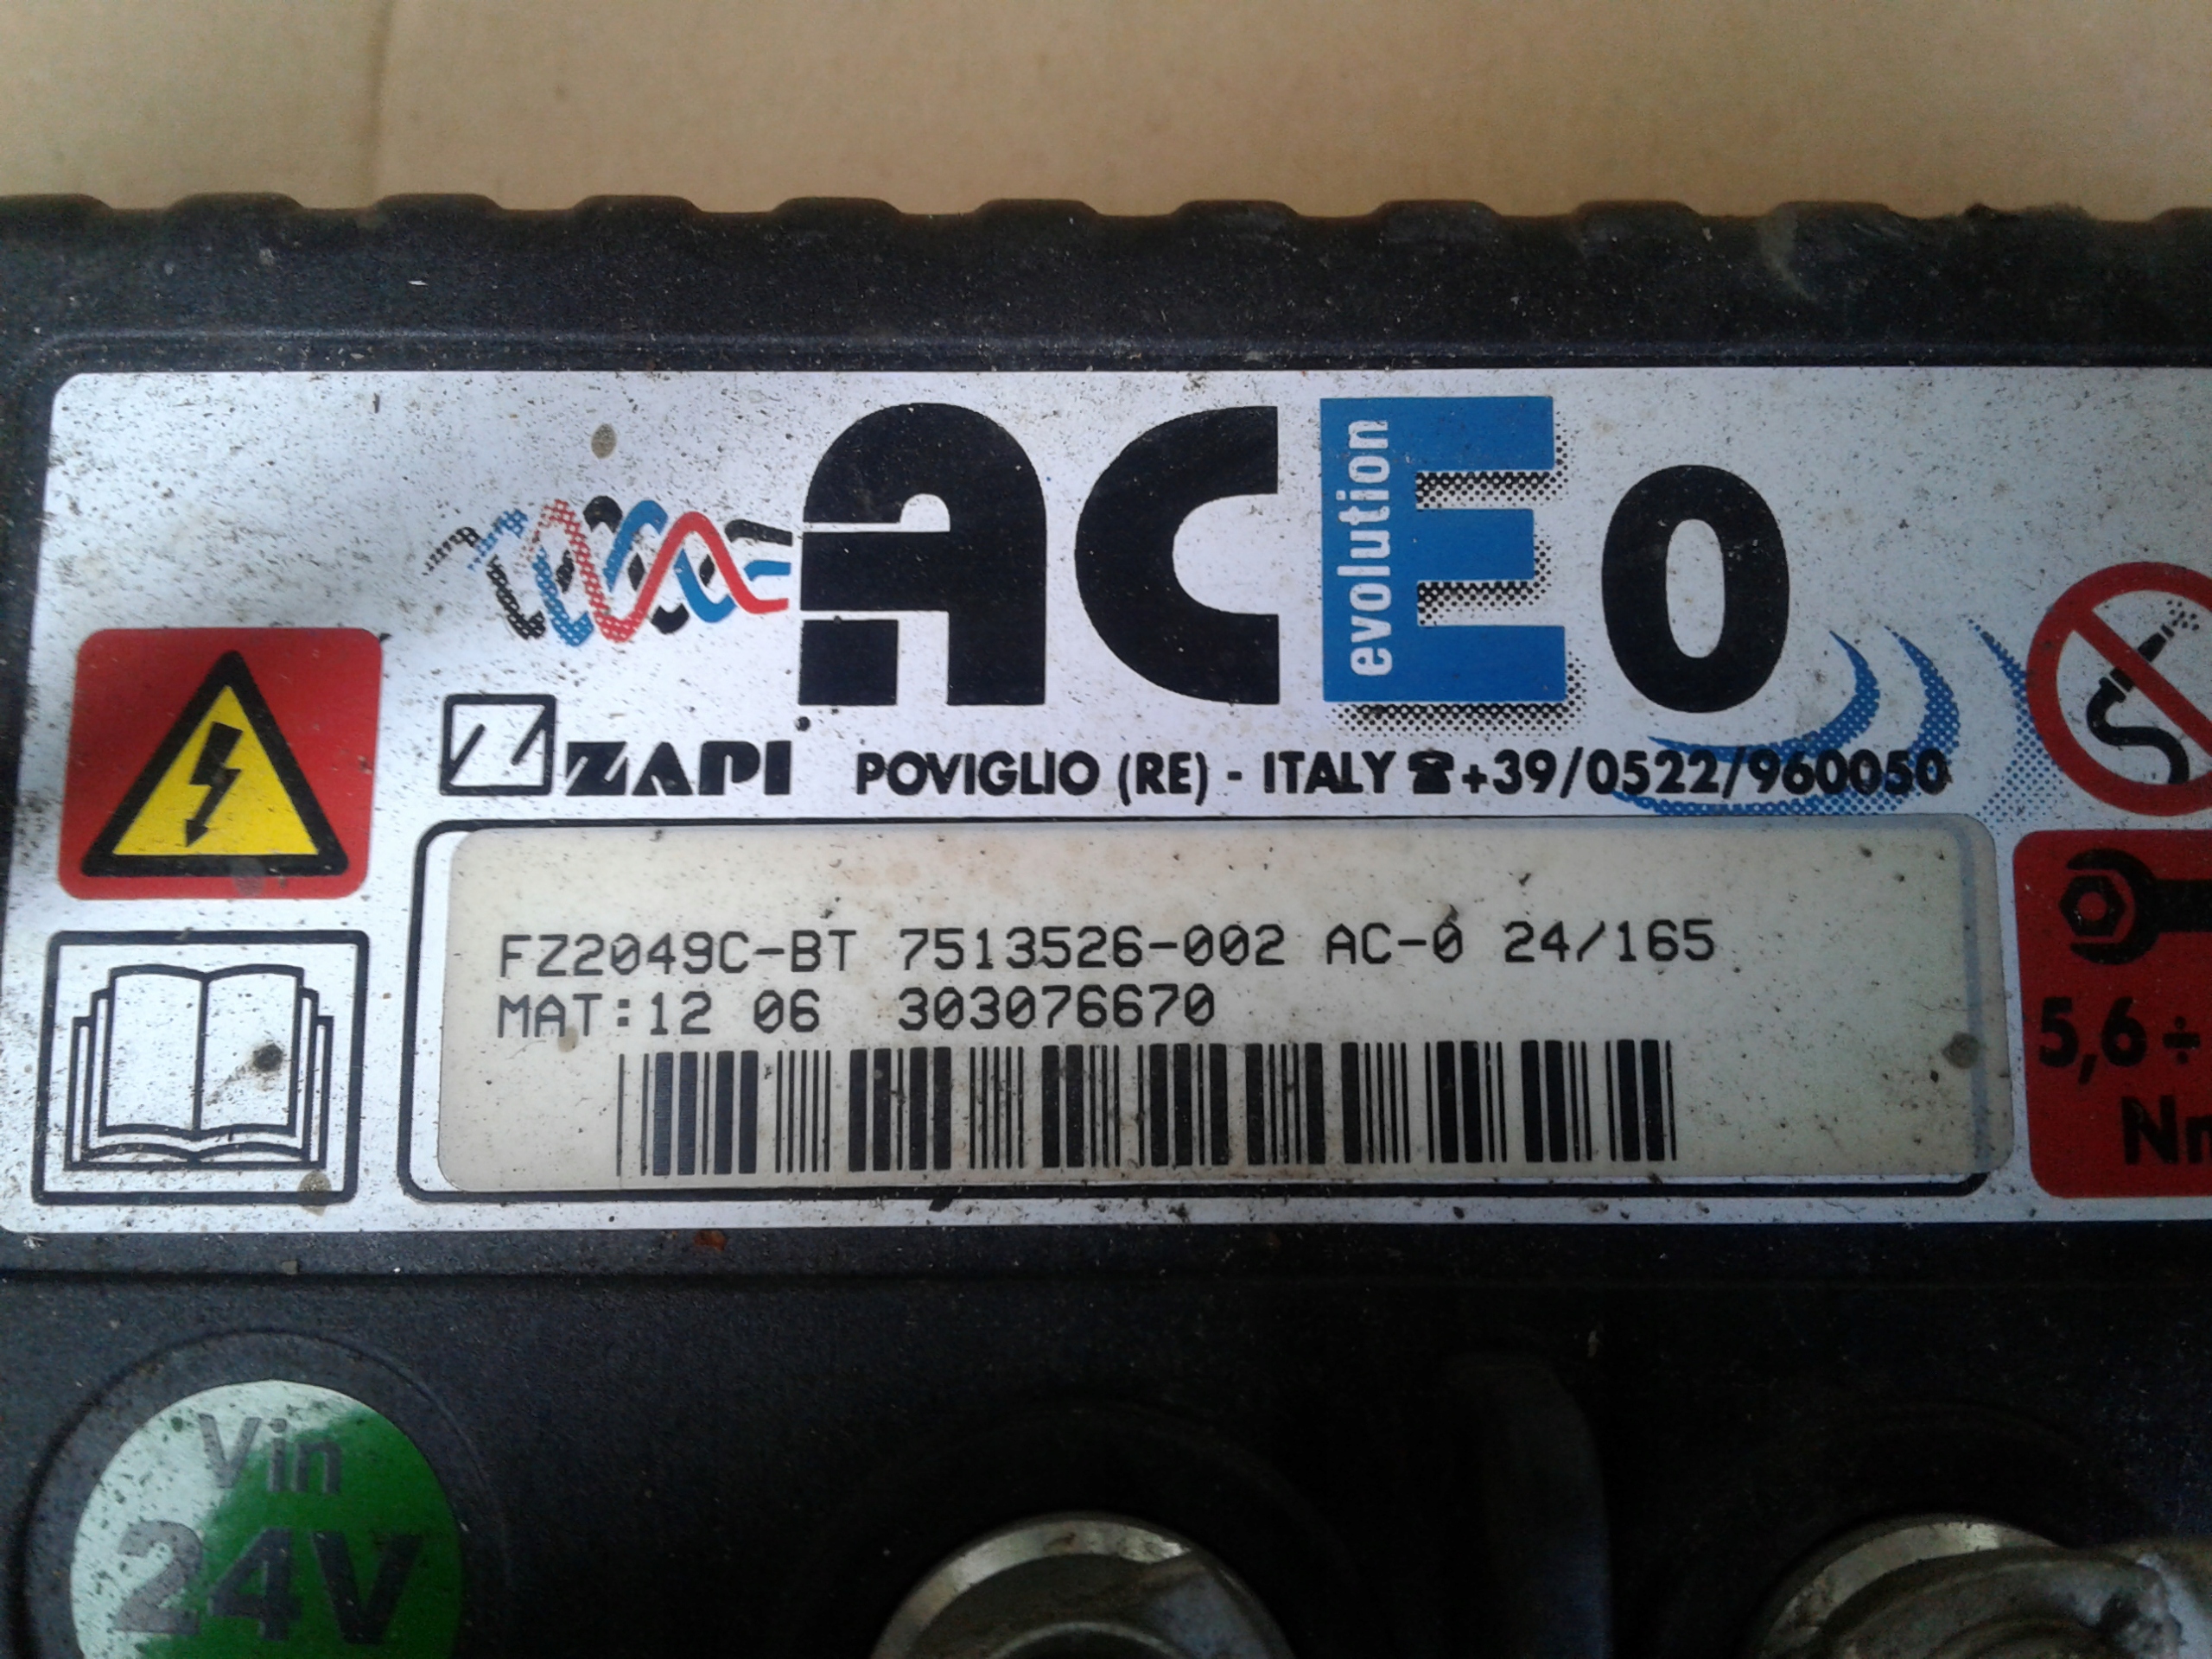 ACE0
evolution
ZAPI POVIGLIO (RE) - ITALY ☎+39/0522/960050
FZ2049C-BT 7513526-002 AC-0 24/165
MAT:12 06 303076670
5,6÷
Vin
24V